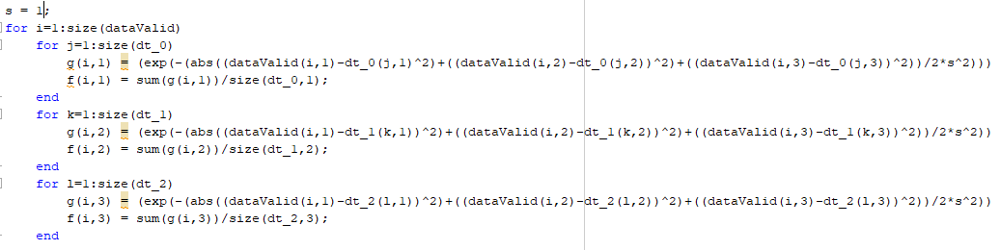 s = 1;
for i=1:size(dataValid)
for j=1:size(dt_0)
g(i,1) = (exp(-(abs((dataValid(i,1)-dt_0(j,1)^2)+((dataValid(i,2)-dt_0(j,2))^2)+((dataValid(i,3)-dt_0(j,3))^2))/2*s^2)))
f(i,1) = sum(g(i,1))/size(dt_0,1);
end
for k=1:size(dt_1)
g(i,2) = (exp(-(abs((dataValid(i,1)-dt_1(k,1))^2)+((dataValid(i,2)-dt_1(k,2))^2)+((dataValid(i,3)-dt_1(k,3))^2))/2*s^2))
f(i,2) = sum(g(i,2))/size(dt_1,2);
end
for l=1:size(dt_2)
g(i,3) = (exp(-(abs((dataValid(i,1)-dt_2(l,1))^2)+((dataValid(i,2)-dt_2(l,2))^2)+((dataValid(i,3)-dt_2(l,3))^2))/2*s^2))
f(i,3) = sum(g(i,3))/size(dt_2,3);
end